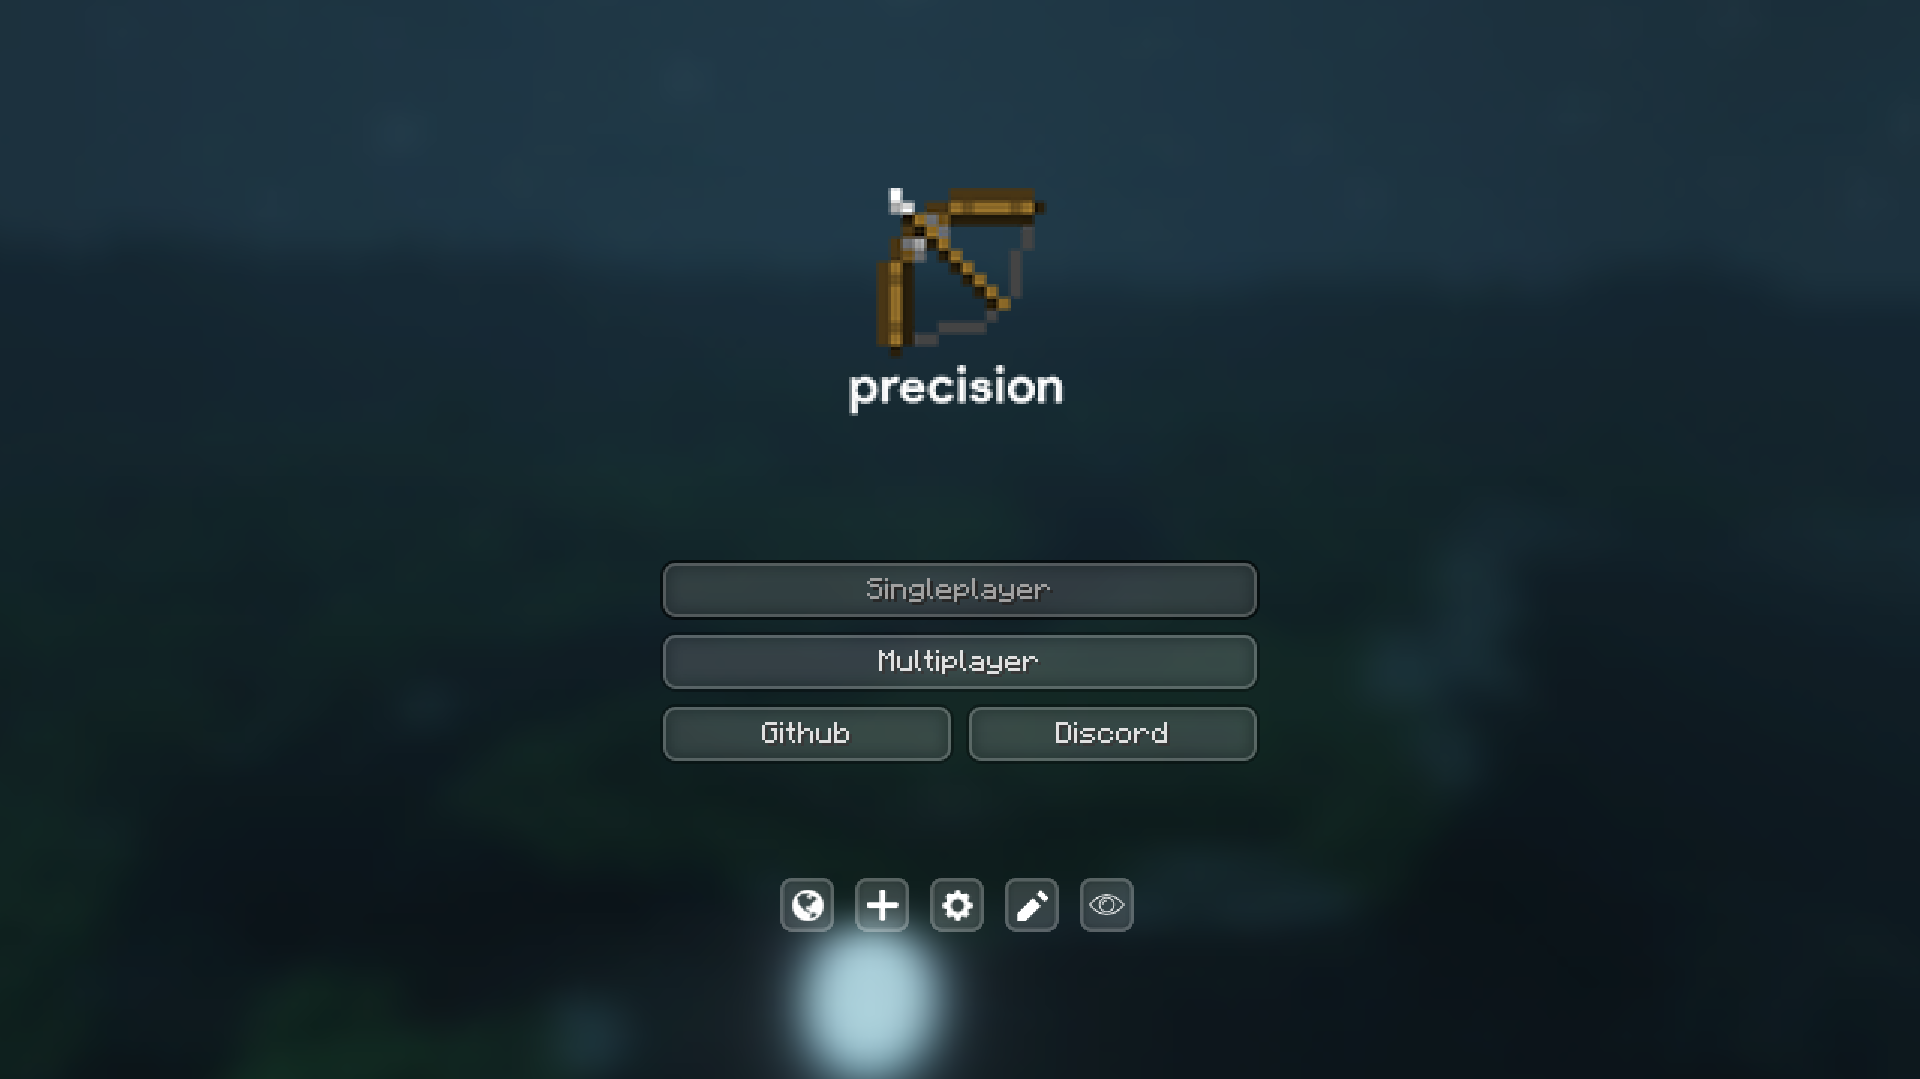 precision
Singleplayer
Multiplayer
Github
Discord